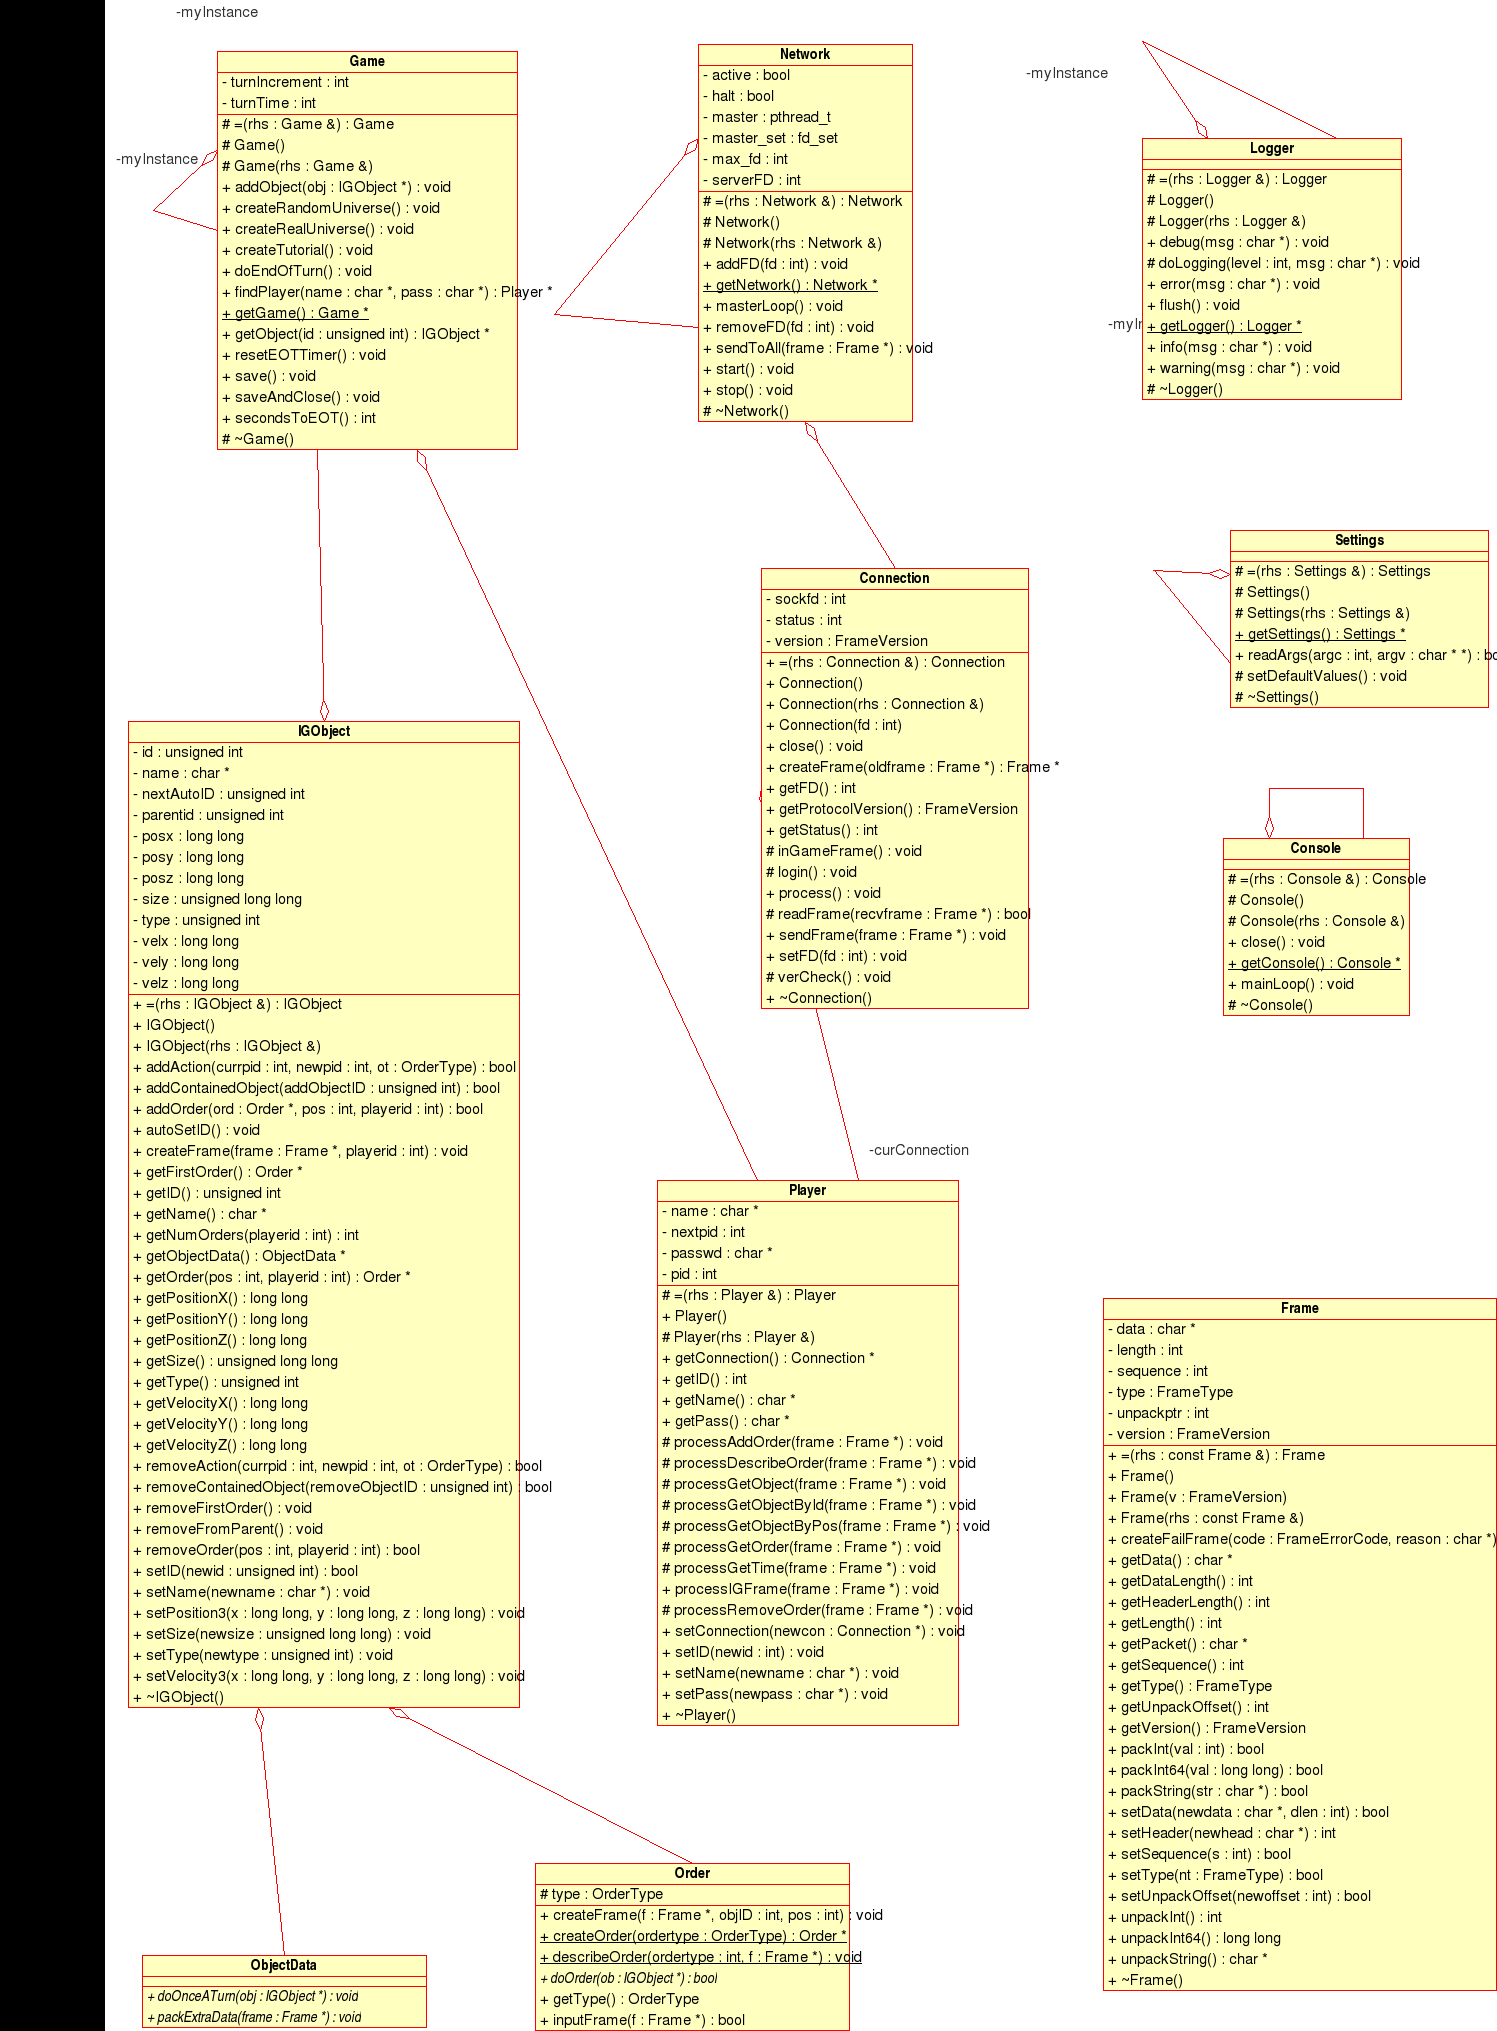 -myInstance
Game
- turnIncrement : int
- turnTime : int
# =(rhs : Game &) : Game
# Game()
# Game(rhs : Game &)
+ addObject(obj : IGObject *) : void
+ createRandomUniverse() : void
+ createRealUniverse() : void
+ createTutorial() : void
+ doEndOfTurn() : void
+ findPlayer(name : char *, pass : char *) : Player *
+ getGame() : Game *
+ getObject(id : unsigned int) : IGObject *
+ resetEOTTimer() : void
+ save() : void
+ saveAndClose() : void
+ secondsToEOT() : int
# ~Game()
-myInstance
Network
- active : bool
- halt : bool
- master : pthread_t
- master_set : fd_set
- max_fd : int
- serverFD : int
# =(rhs : Network &) : Network
# Network()
# Network(rhs : Network &)
+ addFD(fd : int) : void
+ getNetwork() : Network *
+ masterLoop() : void
+ removeFD(fd : int) : void
+ sendToAll(frame : Frame *) : void
+ start() : void
+ stop() : void
# ~Network()
-myInstance
Logger
# =(rhs : Logger &) : Logger
# Logger()
# Logger(rhs : Logger &)
+ debug(msg : char *) : void
# doLogging(level : int, msg : char *) : void
+ error(msg : char *) : void
+ flush() : void
+ getLogger() : Logger *
+ info(msg : char *) : void
+ warning(msg : char *) : void
# ~Logger()
Settings
# =(rhs : Settings &) : Settings
# Settings()
# Settings(rhs : Settings &)
+ getSettings() : Settings *
+ readArgs(argc : int, argv : char * *) :
# setDefaultValues() : void
# ~Settings()
Connection
- sockfd : int
- status : int
- version : FrameVersion
+ =(rhs : Connection &) : Connection
+ Connection()
+ Connection(rhs : Connection &)
+ Connection(fd : int)
+ close() : void
+ createFrame(oldframe : Frame *) : Frame *
+ getFD() : int
+ getProtocolVersion() : FrameVersion
+ getStatus() : int
# inGameFrame() : void
# login() : void
+ process() : void
# readFrame(recvframe : Frame *) : bool
+ sendFrame(frame : Frame *) : void
+ setFD(fd : int) : void
# verCheck() : void
+ ~Connection()
Console
# =(rhs : Console &) : Console
# Console()
# Console(rhs : Console &)
+ close() : void
+ getConsole() : Console *
+ mainLoop() : void
# ~Console()
IGObject
- id : unsigned int
- name : char *
- nextAutoID : unsigned int
- parentid : unsigned int
- posx : long long
- posy : long long
- posz : long long
- size : unsigned long long
- type : unsigned int
- velx : long long
- vely : long long
- velz : long long
+ =(rhs : IGObject &) : IGObject
+ IGObject()
+ IGObject(rhs : IGObject &)
+ addAction(currpid : int, newpid : int, ot : OrderType) : bool
+ addContainedObject(addObjectID : unsigned int) : bool
+ addOrder(ord : Order *, pos : int, playerid : int) : bool
+ autoSetID() : void
+ createFrame(frame : Frame *, playerid : int) : void
+ getFirstOrder() : Order *
+ getID() : unsigned int
+ getName() : char *
+ getNumOrders(playerid : int) : int
+ getObjectData() : ObjectData *
+ getOrder(pos : int, playerid : int) : Order *
+ getPositionX() : long long
+ getPositionY() : long long
+ getPositionZ() : long long
+ getSize() : unsigned long long
+ getType() : unsigned int
+ getVelocityX() : long long
+ getVelocityY() : long long
+ getVelocityZ() : long long
+ removeAction(currpid : int, newpid : int, ot : OrderType) : bool
+ removeContainedObject(removeObjectID : unsigned int) : bool
+ removeFirstOrder() : void
+ removeFromParent() : void
+ removeOrder(pos : int, playerid : int) : bool
+ setID(newid : unsigned int) : bool
+ setName(newname : char *) : void
+ setPosition3(x : long long, y : long long, z : long long) : void
+ setSize(newsize : unsigned long long) : void
+ setType(newtype : unsigned int) : void
+ setVelocity3(x : long long, y : long long, z : long long) : void
+ ~IGObject()
-curConnection
Player
- name : char *
- nextpid : int
- passwd : char *
- pid : int
# =(rhs : Player &) : Player
+ Player()
# Player(rhs : Player &)
+ getConnection() : Connection *
+ getID() : int
+ getName() : char *
+ getPass() : char *
# processAddOrder(frame : Frame *) : void
# processDescribeOrder(frame : Frame *) : void
# processGetObject(frame : Frame *) : void
# processGetObjectById(frame : Frame *) : void
# processGetObjectByPos(frame : Frame *) : void
# processGetOrder(frame : Frame *) : void
# processGetTime(frame : Frame *) : void
+ processIGFrame(frame : Frame *) : void
# processRemoveOrder(frame : Frame *) : void
+ setConnection(newcon : Connection *) : void
+ setID(newid : int) : void
+ setName(newname : char *) : void
+ setPass(newpass : char *) : void
+ ~Player()
Frame
- data : char *
- length : int
- sequence : int
- type : FrameType
- unpackptr : int
- version : FrameVersion
+ =(rhs : const Frame &) : Frame
+ Frame()
+ Frame(v : FrameVersion)
+ Frame(rhs : const Frame &)
+ createFailFrame(code : FrameErrorCode, reason : char *)
+ getData() : char *
+ getDataLength() : int
+ getHeaderLength() : int
+ getLength() : int
+ getPacket() : char *
+ getSequence() : int
+ getType() : FrameType
+ getUnpackOffset() : int
+ getVersion() : FrameVersion
+ packInt(val : int) : bool
+ packInt64(val : long long) : bool
+ packString(str : char *) : bool
+ setData(newdata : char *, dlen : int) : bool
+ setHeader(newhead : char *) : int
+ setSequence(s : int) : bool
+ setType(nt : FrameType) : bool
+ setUnpackOffset(newoffset : int) : bool
+ unpackInt() : int
+ unpackInt64() : long long
+ unpackString() : char *
+ ~Frame()
Order
# type : OrderType
+ createFrame(f : Frame *, objID : int, pos : int) : void
+ createOrder(ordertype : OrderType) : Order *
+ describeOrder(ordertype : int, f : Frame *) : void
+ doOrder(ob : IGObject *) : bool
+ getType() : OrderType
+ inputFrame(f : Frame *) : bool
ObjectData
+ doOnceATurn(obj : IGObject *) : void
+ packExtraData(frame : Frame *) : void